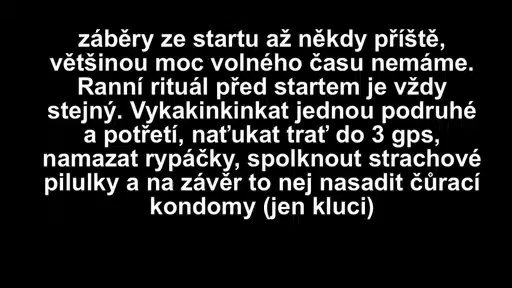 záběry ze startu až někdy příště,
většinou moc volného času nemáme.
Ranní rituál před startem je vždy
stejný. Vykakinkinkat jednou podruhé
a potřetí, naťukat trať do 3 gps,
namazat rypáčky, spolknout strachové
pilulky a na závěr to nej nasadit čůrací
kondomy (jen kluci)